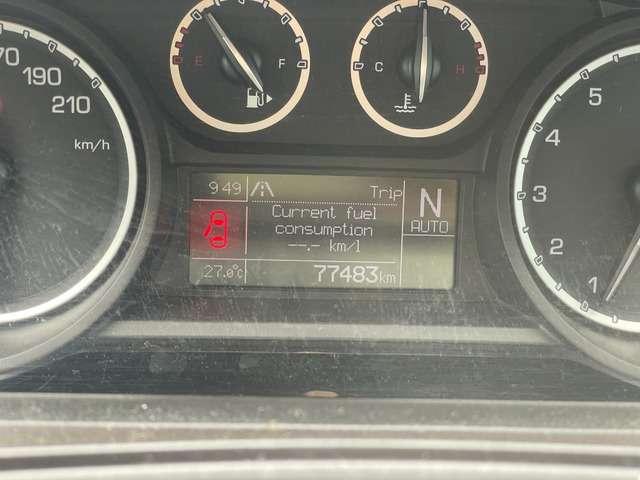 E F
C H
70
190
210
km/h
5
4
3
2
1
9:49 Trip N
Current fuel AUTO
consumption
--.- km/l
27.0°C 77483km